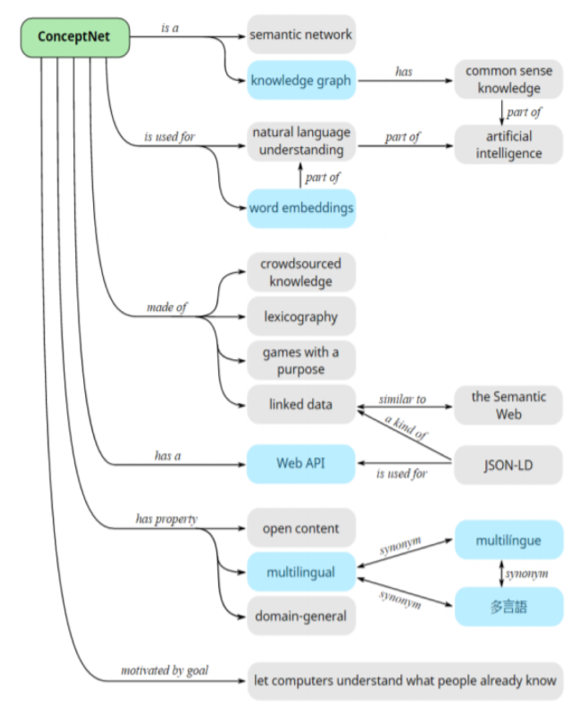 ConceptNet
is a
semantic network
knowledge graph
has
common sense
knowledge
part of
is used for
natural language
understanding
part of
artificial
intelligence
part of
word embeddings
made of
crowdsourced
knowledge
lexicography
games with a
purpose
linked data
similar to
the Semantic
Web
a kind of
has a
Web API
is used for
JSON-LD
has property
open content
multilingual
synonym
multilíngue
synonym
synonym
多言語
domain-general
motivated by goal
let computers understand what people already know